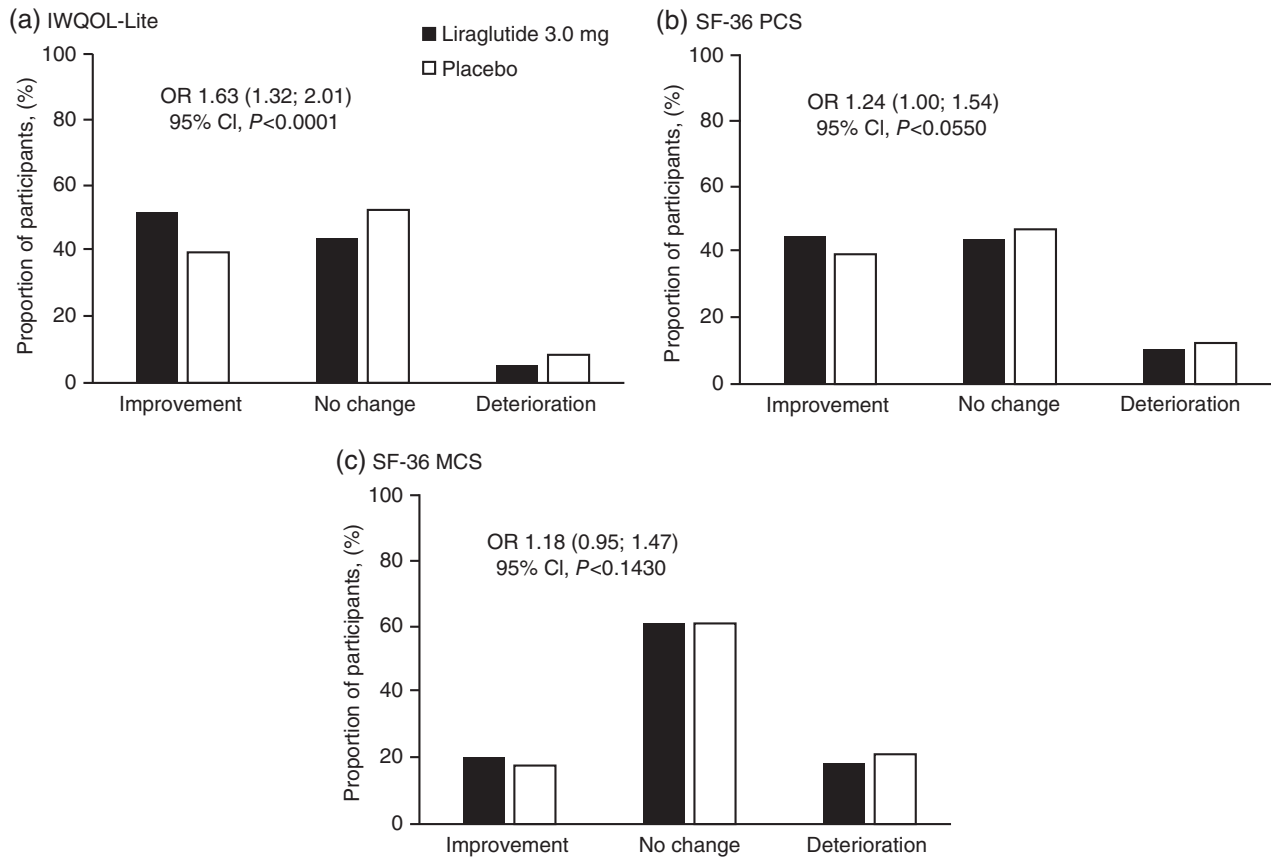 (a) IWQOL-Lite
Liraglutide 3.0 mg
Placebo
Proportion of participants, (%)
100
80
60
40
20
0
OR 1.63 (1.32; 2.01)
95% CI, P<0.0001
Improvement
No change
Deterioration
(b) SF-36 PCS
Proportion of participants, (%)
100
80
60
40
20
0
OR 1.24 (1.00; 1.54)
95% CI, P<0.0550
Improvement
No change
Deterioration
(c) SF-36 MCS
Proportion of participants, (%)
100
80
60
40
20
0
OR 1.18 (0.95; 1.47)
95% CI, P<0.1430
Improvement
No change
Deterioration